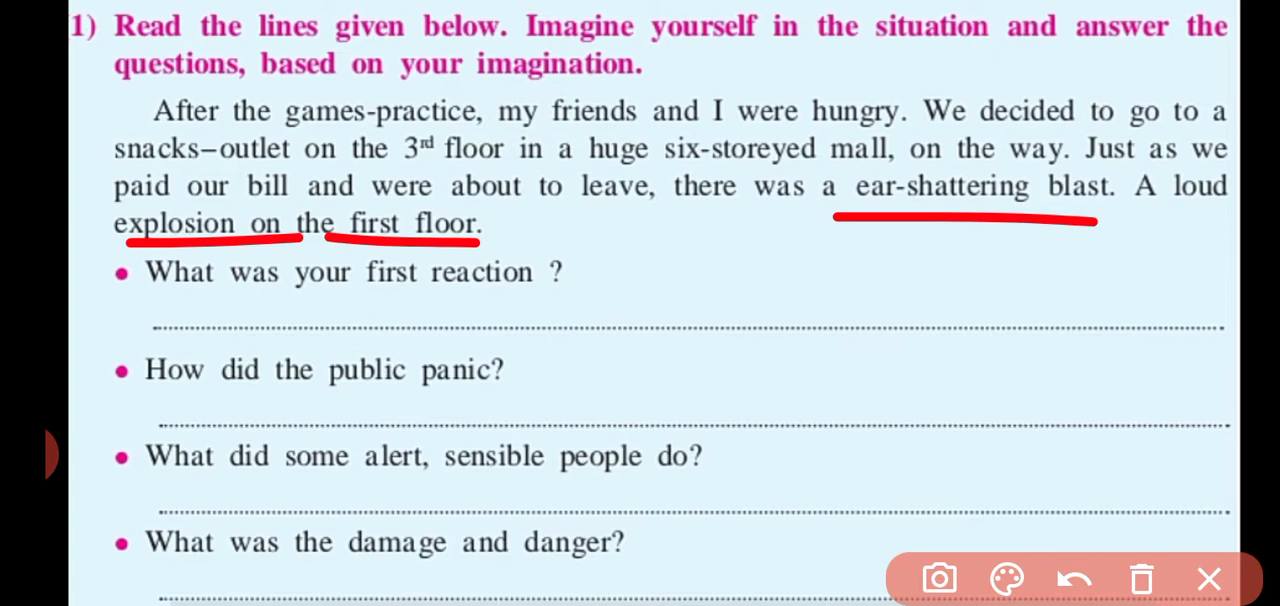 1) Read the lines given below. Imagine yourself in the situation and answer the
questions, based on your imagination.
After the games-practice, my friends and I were hungry. We decided to go to a
snacks–outlet on the 3rd floor in a huge six-storeyed mall, on the way. Just as we
paid our bill and were about to leave, there was a ear-shattering blast. A loud
explosion on the first floor.
• What was your first reaction ?
• How did the public panic?
• What did some alert, sensible people do?
• What was the damage and danger?